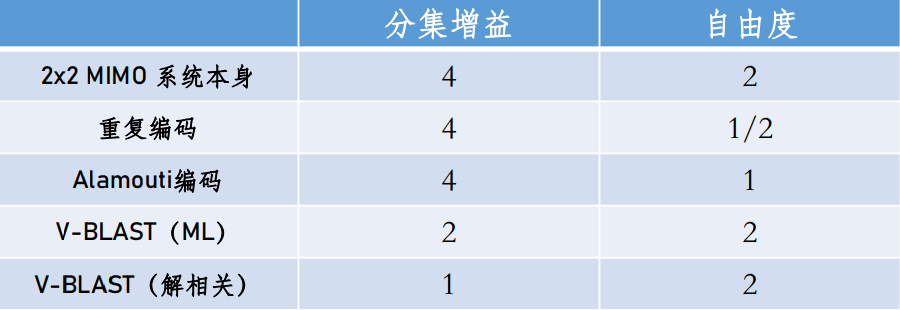 分集增益 自由度
2x2 MIMO 系统本身 4 2
重复编码 4 1/2
Alamouti编码 4 1
V-BLAST（ML） 2 2
V-BLAST（解相关） 1 2